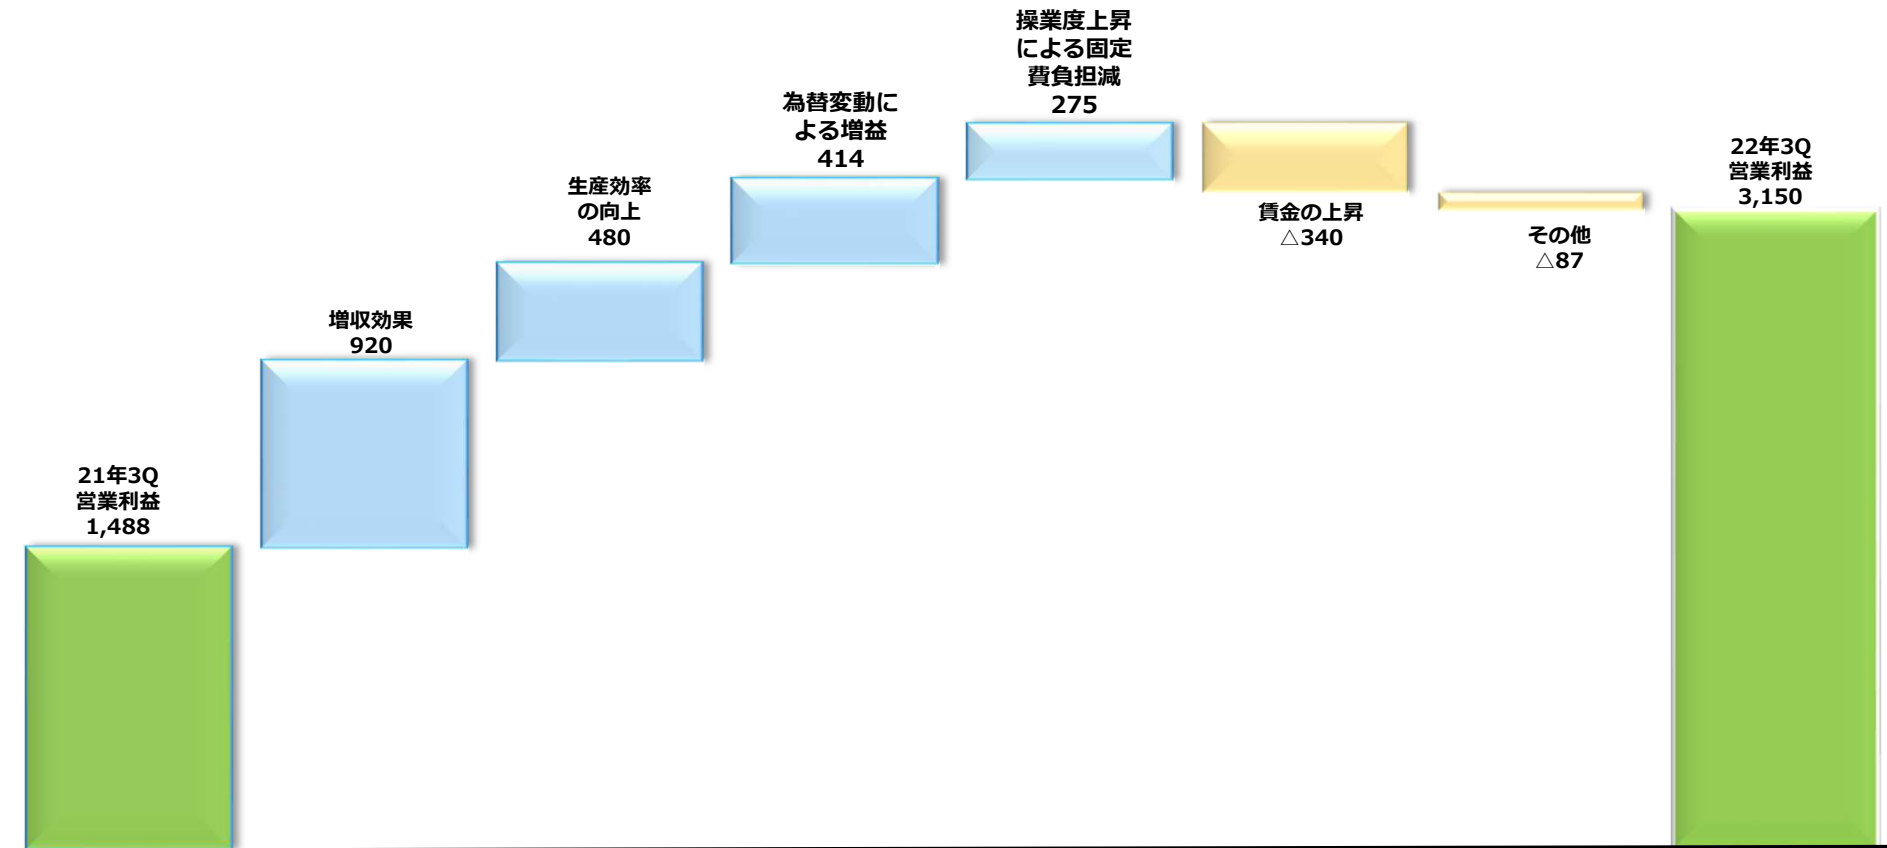 21年3Q
営業利益
1,488
増収効果
920
生産効率
の向上
480
為替変動に
よる増益
414
操業度上昇
による固定
費負担減
275
賃金の上昇
△340
その他
△87
22年3Q
営業利益
3,150